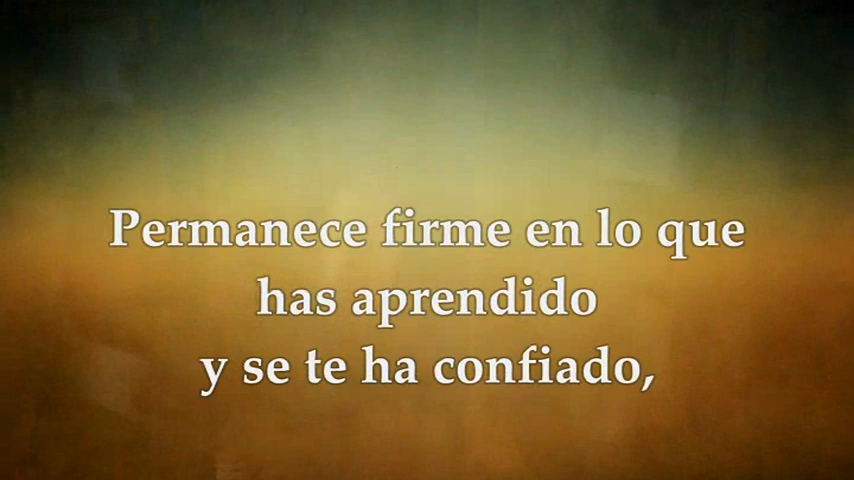 Permanece firme en lo que
has aprendido
y se te ha confiado,